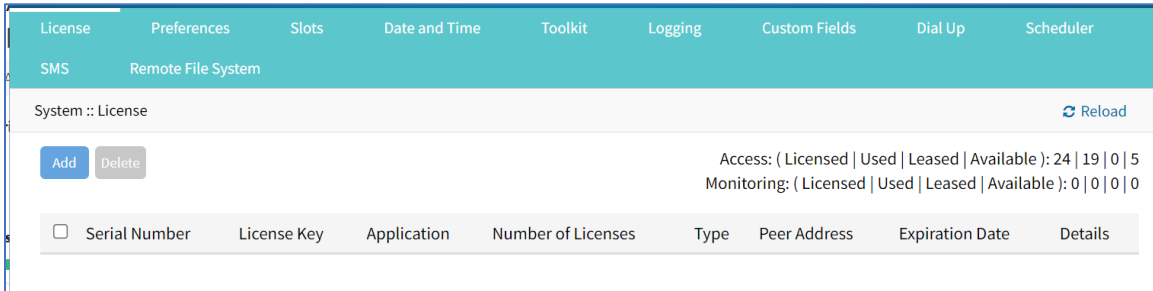 License Preferences Slots Date and Time Toolkit Logging Custom Fields Dial Up Scheduler
SMS Remote File System
System :: License Reload
Add Delete Access: ( Licensed | Used | Leased | Available ): 24 | 19 | 0 | 5
Monitoring: ( Licensed | Used | Leased | Available ): 0 | 0 | 0 | 0
Serial Number License Key Application Number of Licenses Type Peer Address Expiration Date Details